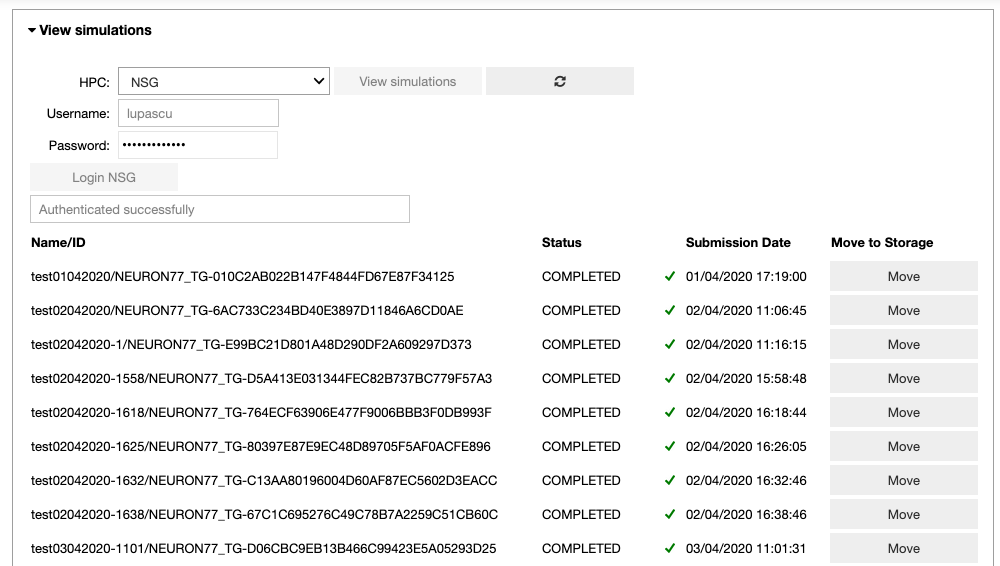 View simulations
HPC: NSG View simulations
Username: lupascu
Password: •••••••••••••
Login NSG
Authenticated successfully
Name/ID Status Submission Date Move to Storage
test01042020/NEURON77_TG-010C2AB022B147F4844FD67E87F34125 COMPLETED 01/04/2020 17:19:00 Move
test02042020/NEURON77_TG-6AC733C234BD40E3897D11846A6CD0AE COMPLETED 02/04/2020 11:06:45 Move
test02042020-1/NEURON77_TG-E99BC21D801A48D290DF2A609297D373 COMPLETED 02/04/2020 11:16:15 Move
test02042020-1558/NEURON77_TG-D5A413E031344FEC82B737BC779F57A3 COMPLETED 02/04/2020 15:58:48 Move
test02042020-1618/NEURON77_TG-764ECF63906E477F9006BBB3F0DB993F COMPLETED 02/04/2020 16:18:44 Move
test02042020-1625/NEURON77_TG-80397E87E9EC48D89705F5AF0ACFE896 COMPLETED 02/04/2020 16:26:05 Move
test02042020-1632/NEURON77_TG-C13AA80196004D60AF87EC5602D3EACC COMPLETED 02/04/2020 16:32:46 Move
test02042020-1638/NEURON77_TG-67C1C695276C49C78B7A2259C51CB60C COMPLETED 02/04/2020 16:38:46 Move
test03042020-1101/NEURON77_TG-D06CBC9EB13B466C99423E5A05293D25 COMPLETED 03/04/2020 11:01:31 Move